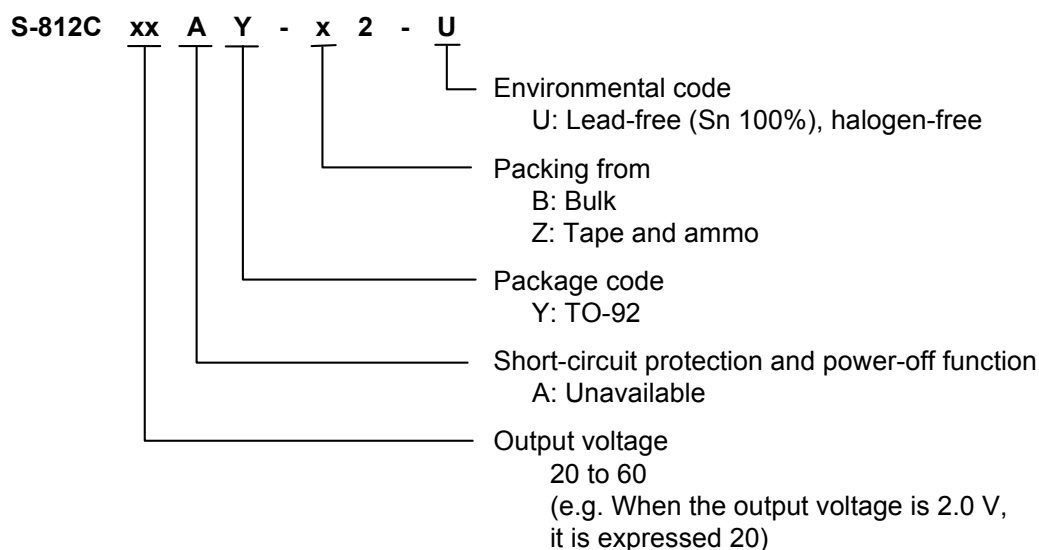 S-812C xx A Y - x 2 - U
Environmental code
U: Lead-free (Sn 100%), halogen-free
Packing from
B: Bulk
Z: Tape and ammo
Package code
Y: TO-92
Short-circuit protection and power-off function
A: Unavailable
Output voltage
20 to 60
(e.g. When the output voltage is 2.0 V,
it is expressed 20)